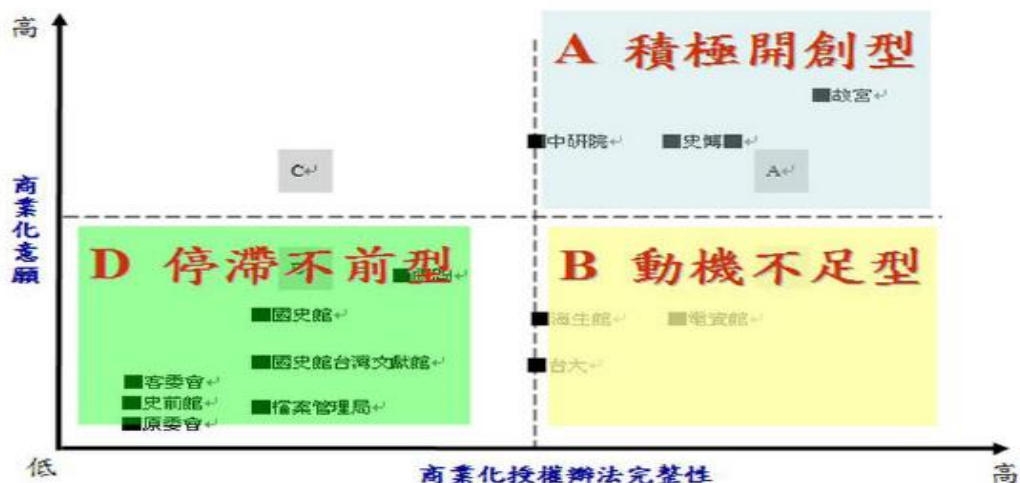 高
A 積極開創型
■故宮↵
■中研院↵ ■史博■↵
C↵
A↵
商業化意願
D 停滯不前型
B 動機不足型
■國史館↵
■海生館↵ ■電資館↵
■國史館台灣文獻館↵
■台大↵
■客委會↵
■史前館↵
■檔案管理局↵
■原委會↵
低
商業化授權辦法完整性
高